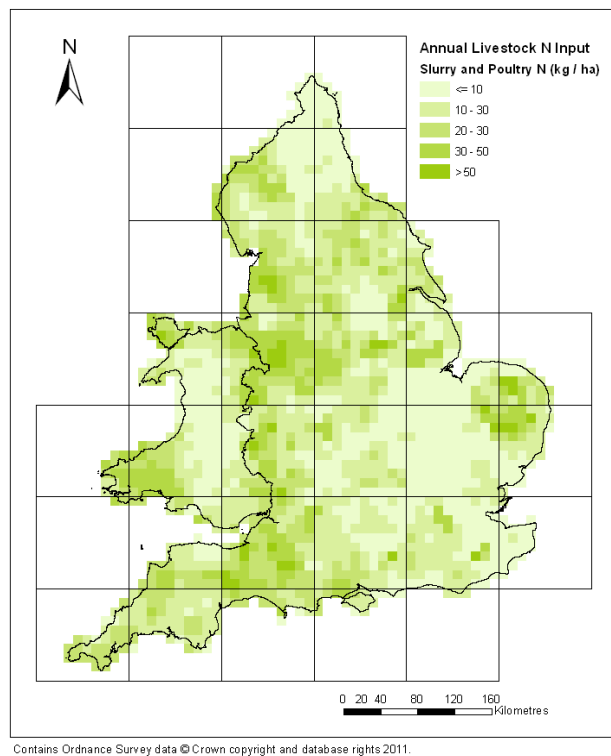 N
Annual Livestock N Input
Slurry and Poultry N (kg / ha)
<= 10
10 - 30
20 - 30
30 - 50
>50
0 20 40 80 120 160
Kilometres
Contains Ordnance Survey data © Crown copyright and database rights 2011.